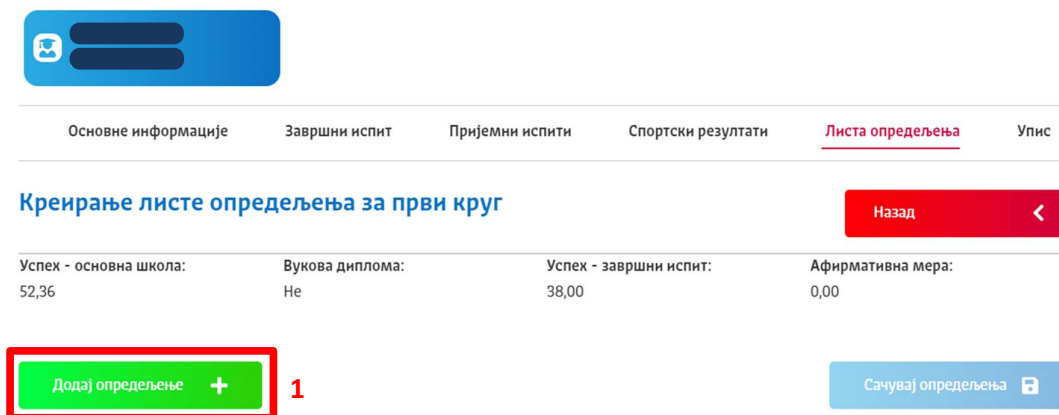 Основне информације Завршни испит Пријемни испити Спортски резултати Листа опредељења Упис
Креирање листе опредељења за први круг
Назад
Успех - основна школа: Вукова диплома: Успех - завршни испит: Афирмативна мера:
52,36 Не 38,00 0,00
Додај опредељење 1 Сачувај опредељења